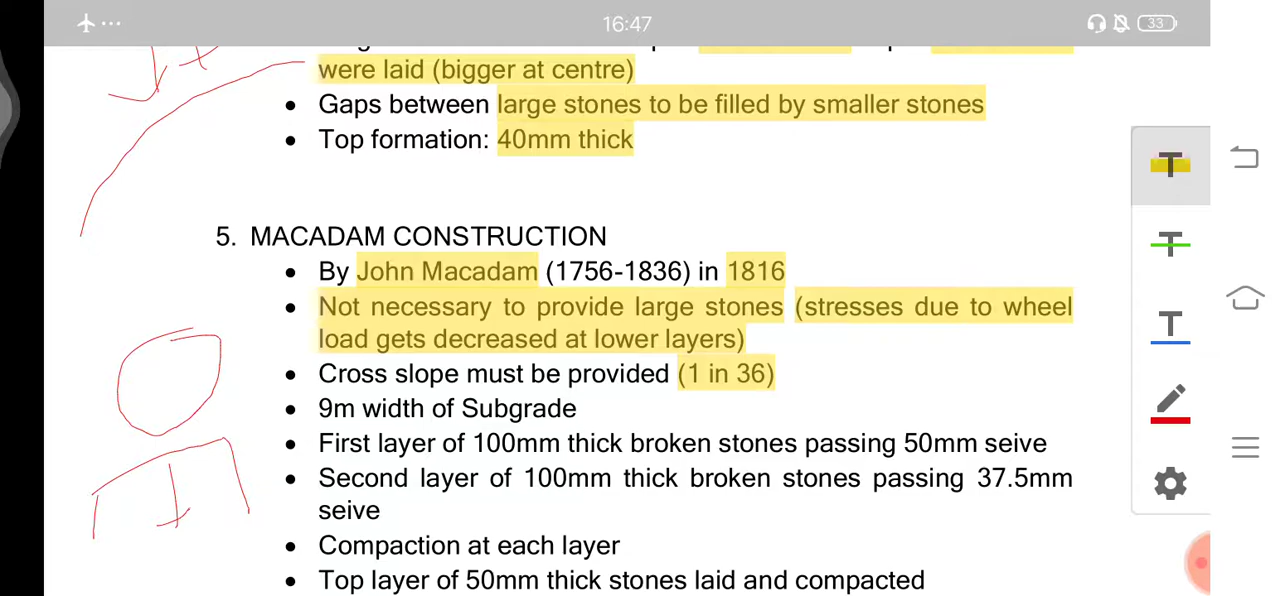 16:47
33
were laid (bigger at centre)
• Gaps between large stones to be filled by smaller stones
• Top formation: 40mm thick
5. MACADAM CONSTRUCTION
• By John Macadam (1756-1836) in 1816
• Not necessary to provide large stones (stresses due to wheel
load gets decreased at lower layers)
• Cross slope must be provided (1 in 36)
• 9m width of Subgrade
• First layer of 100mm thick broken stones passing 50mm seive
• Second layer of 100mm thick broken stones passing 37.5mm
seive
• Compaction at each layer
• Top layer of 50mm thick stones laid and compacted
T
T
T